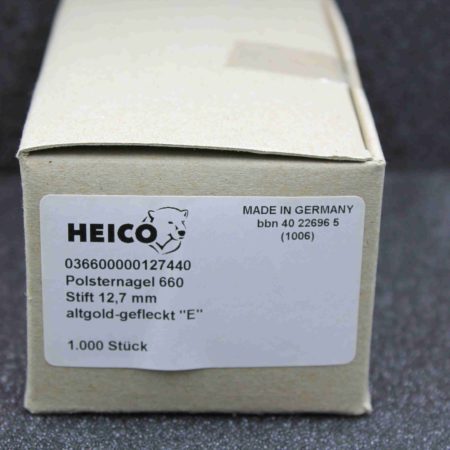 HEICO
MADE IN GERMANY
bbn 40 22696 5
(1006)
036600000127440
Polsternagel 660
Stift 12,7 mm
altgold-gefleckt "E"
1.000 Stück